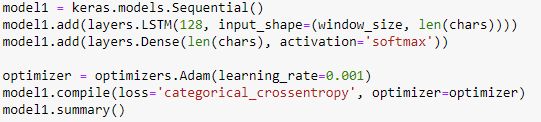 model1 = keras.models.Sequential()
model1.add(layers.LSTM(128, input_shape=(window_size, len(chars))))
model1.add(layers.Dense(len(chars), activation='softmax'))
optimizer = optimizers.Adam(learning_rate=0.001)
model1.compile(loss='categorical_crossentropy', optimizer=optimizer)
model1.summary()